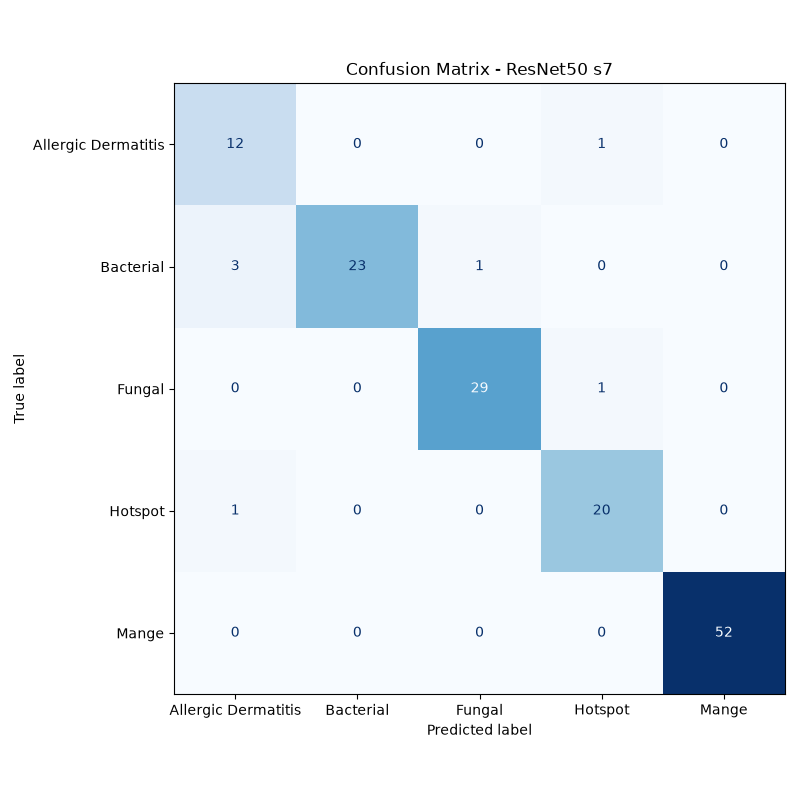 Confusion Matrix - ResNet50 s7
True label
Allergic Dermatitis 12 0 0 1 0
Bacterial 3 23 1 0 0
Fungal 0 0 29 1 0
Hotspot 1 0 0 20 0
Mange 0 0 0 0 52
Allergic Dermatitis Bacterial Fungal Hotspot Mange
Predicted label